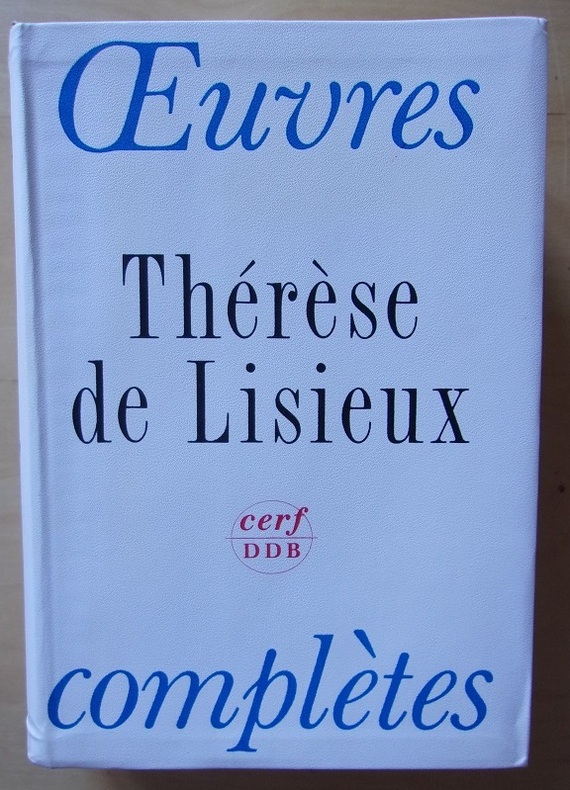 Œuvres
Thérèse
de Lisieux
cerf
DDB
complètes